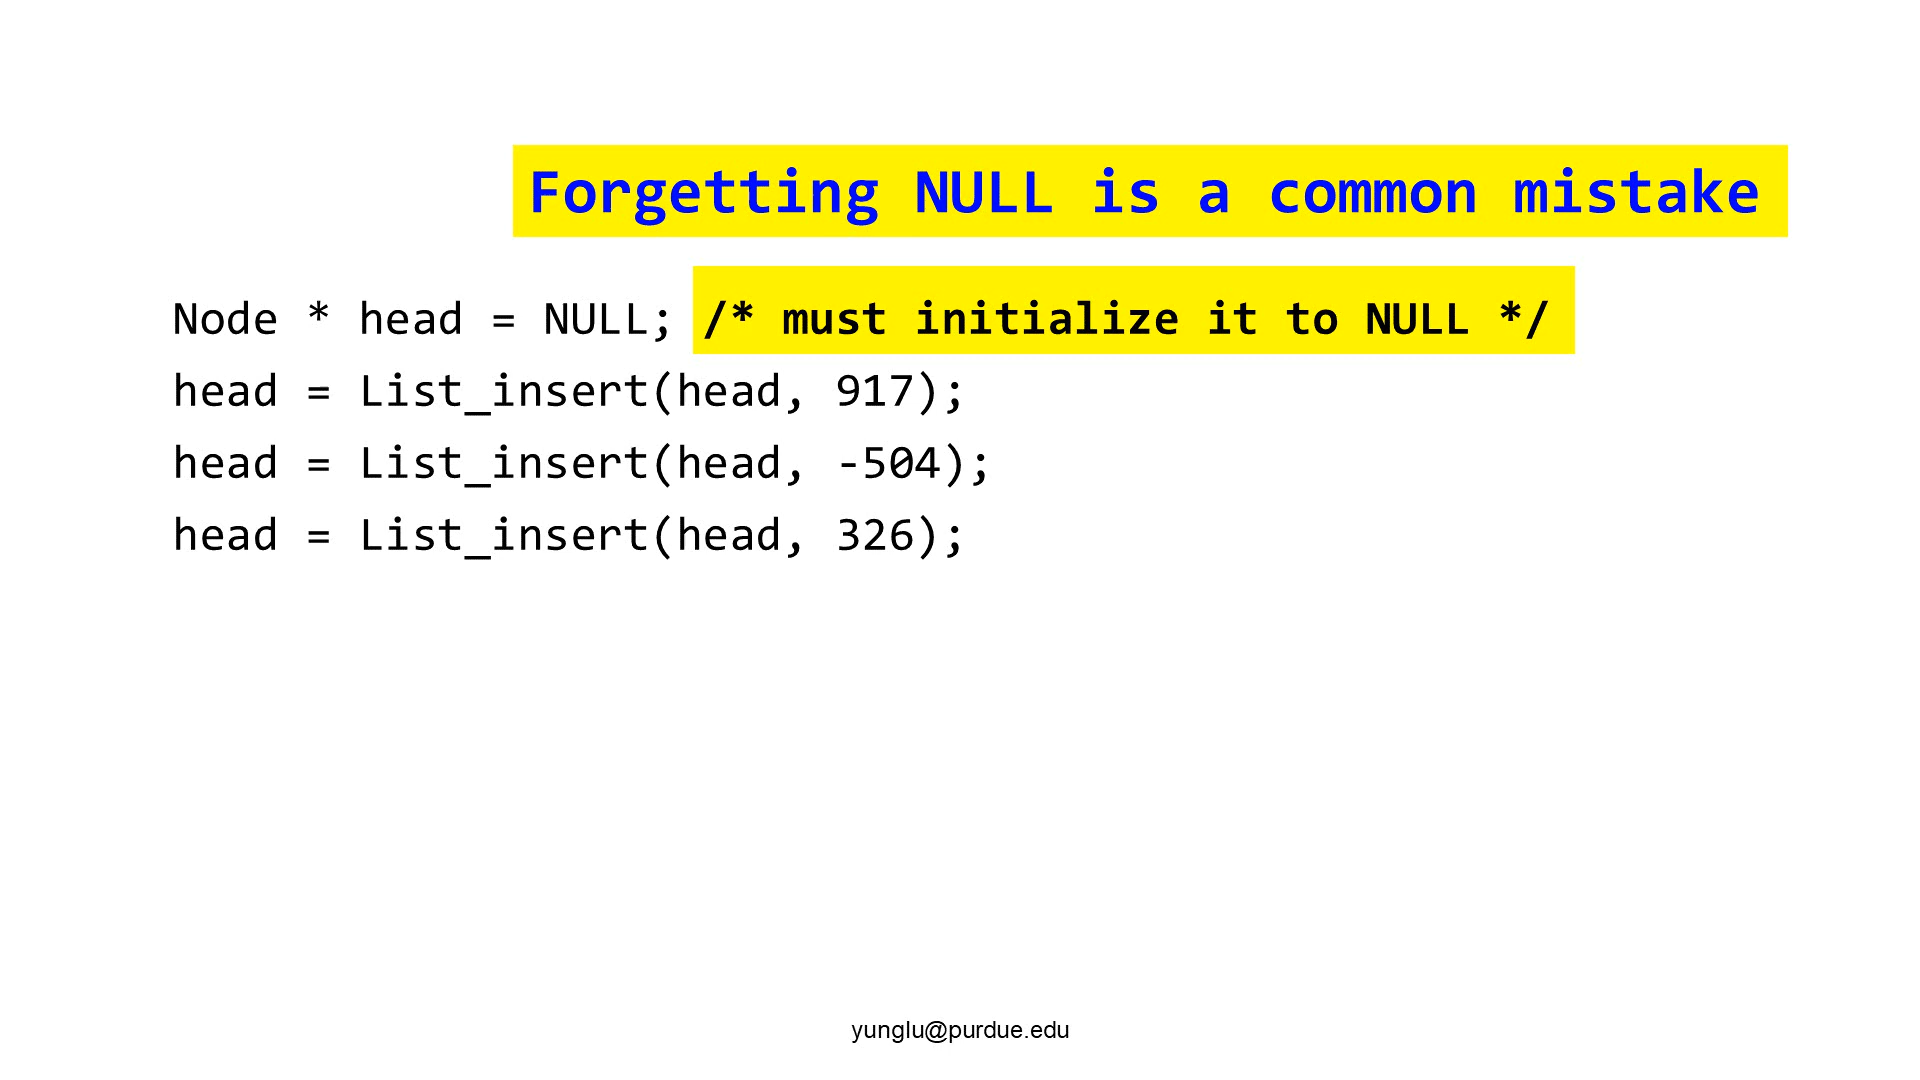 Forgetting NULL is a common mistake
Node * head = NULL; /* must initialize it to NULL */
head = List_insert(head, 917);
head = List_insert(head, -504);
head = List_insert(head, 326);
yunglu@purdue.edu